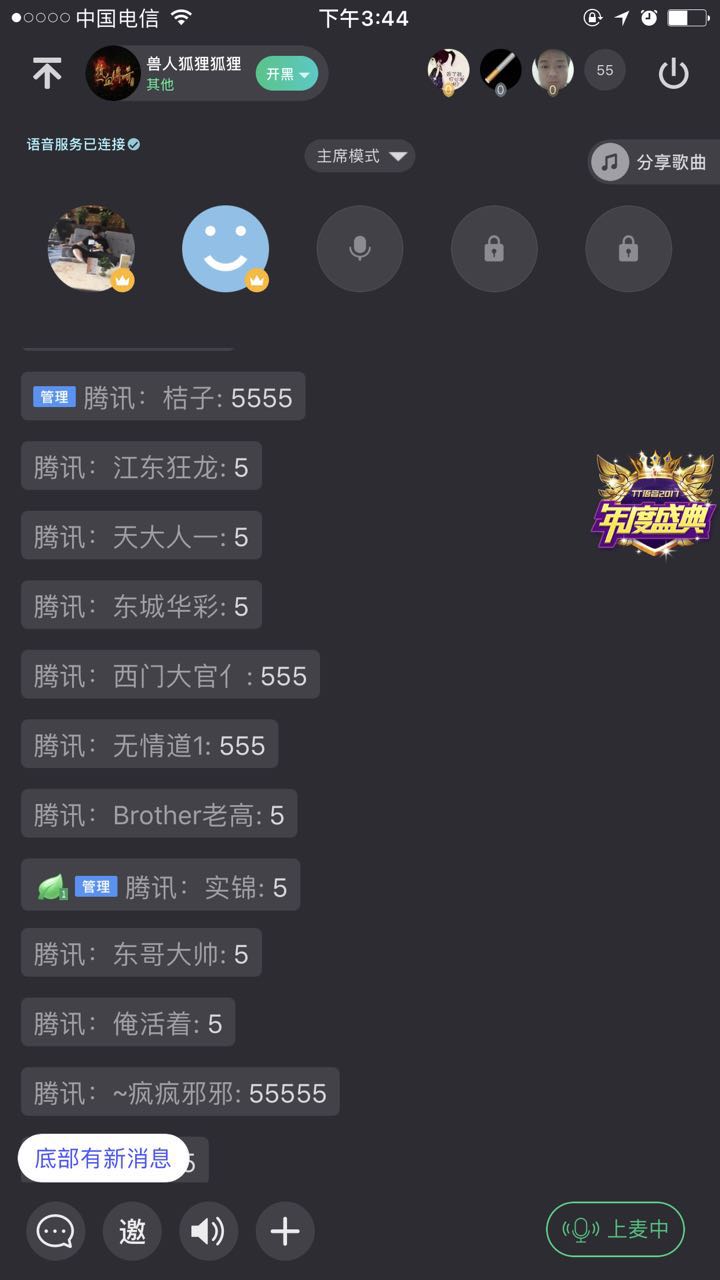 中国电信
下午3:44
兽人狐狸狐狸
其他
开黑
0
0
0
55
语音服务已连接
主席模式
分享歌曲
管理 腾讯：桔子: 5555
腾讯：江东狂龙: 5
TT语音2017
年度盛典
腾讯：天大人一: 5
腾讯：东城华彩: 5
腾讯：西门大官亻: 555
腾讯：无情道1: 555
腾讯：Brother老高: 5
1 管理 腾讯：实锦: 5
腾讯：东哥大帅: 5
腾讯：俺活着: 5
腾讯：~疯疯邪邪: 55555
底部有新消息
5
邀
上麦中